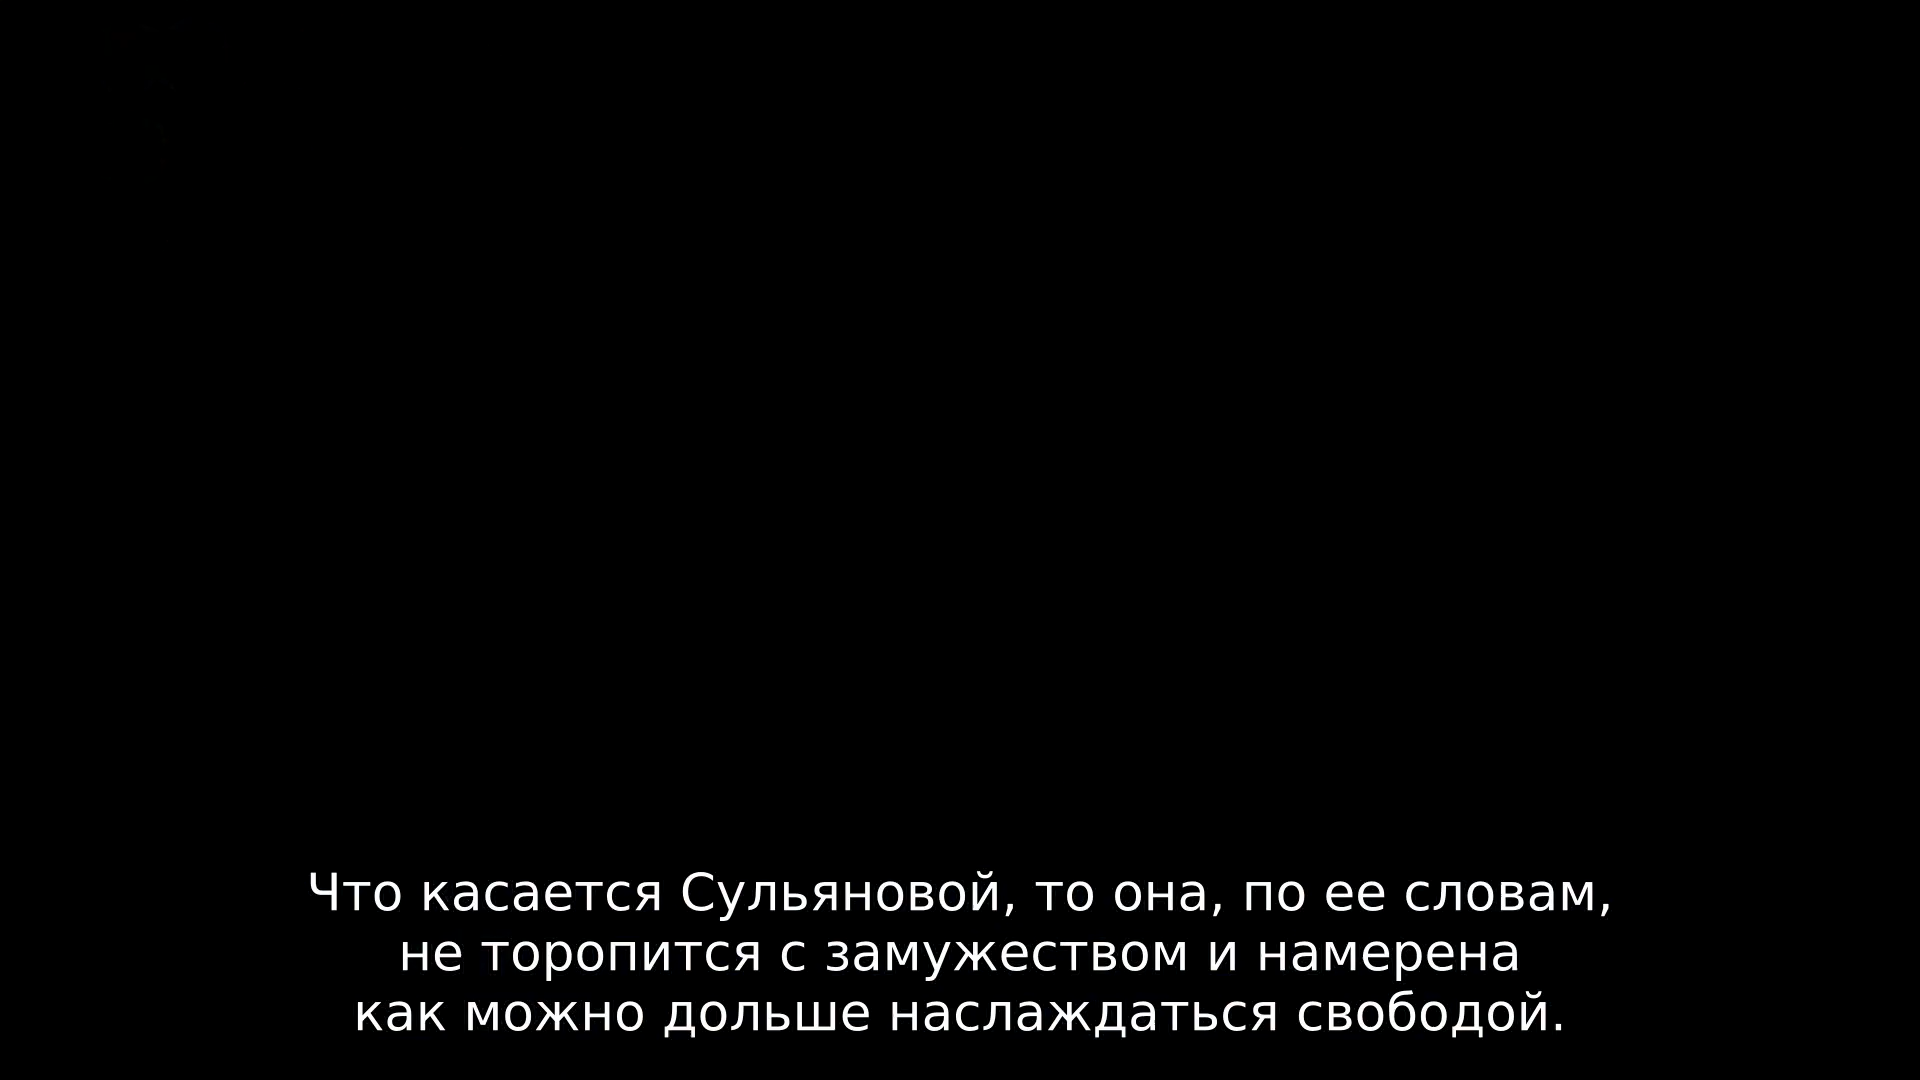 Что касается Сульяновой, то она, по ее словам,
не торопится с замужеством и намерена
как можно дольше наслаждаться свободой.